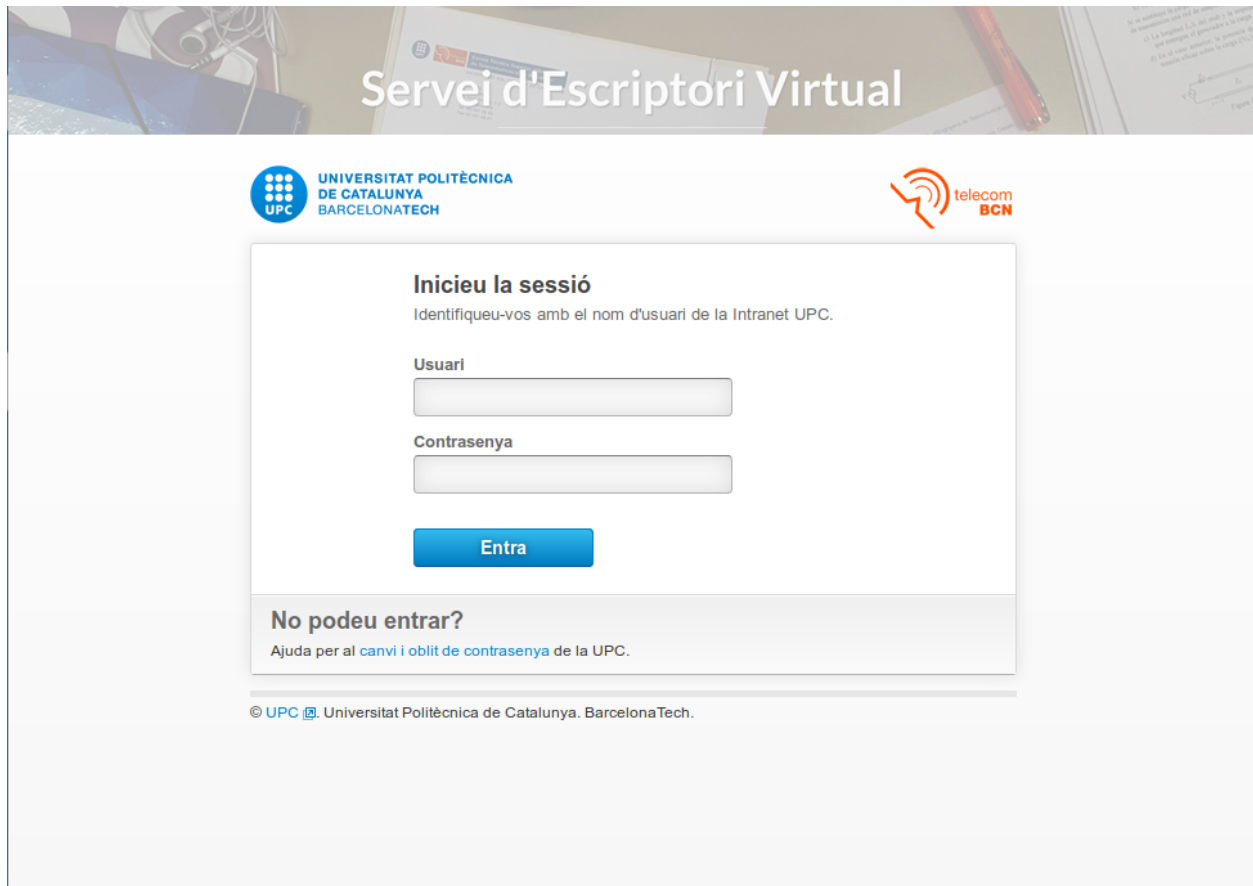 Servei d'Escriptori Virtual
UNIVERSITAT POLITÈCNICA
DE CATALUNYA
BARCELONATECH
UPC
telecom
BCN
Inicieu la sessió
Identifiqueu-vos amb el nom d'usuari de la Intranet UPC.
Usuari
Contrasenya
Entra
No podeu entrar?
Ajuda per al canvi i oblit de contrasenya de la UPC.
© UPC . Universitat Politècnica de Catalunya. BarcelonaTech.